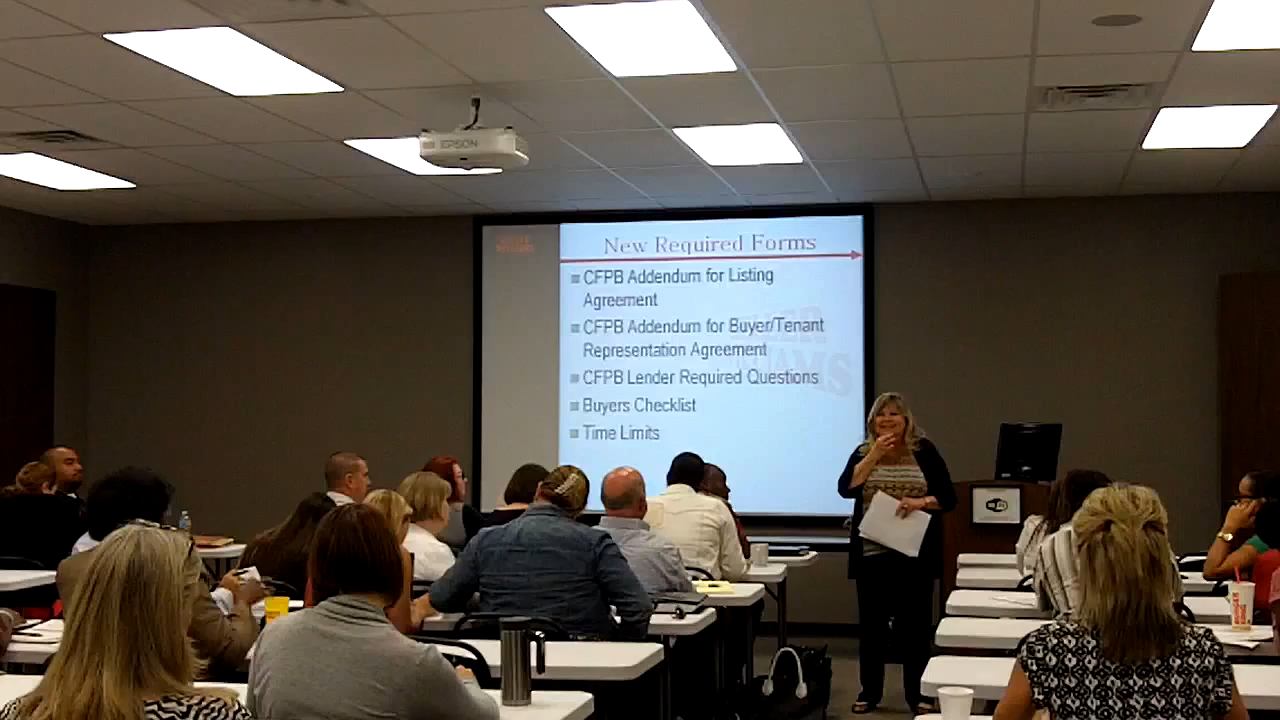 EPSON
New Required Forms
CFPB Addendum for Listing
Agreement
CFPB Addendum for Buyer/Tenant
Representation Agreement
CFPB Lender Required Questions
Buyers Checklist
Time Limits